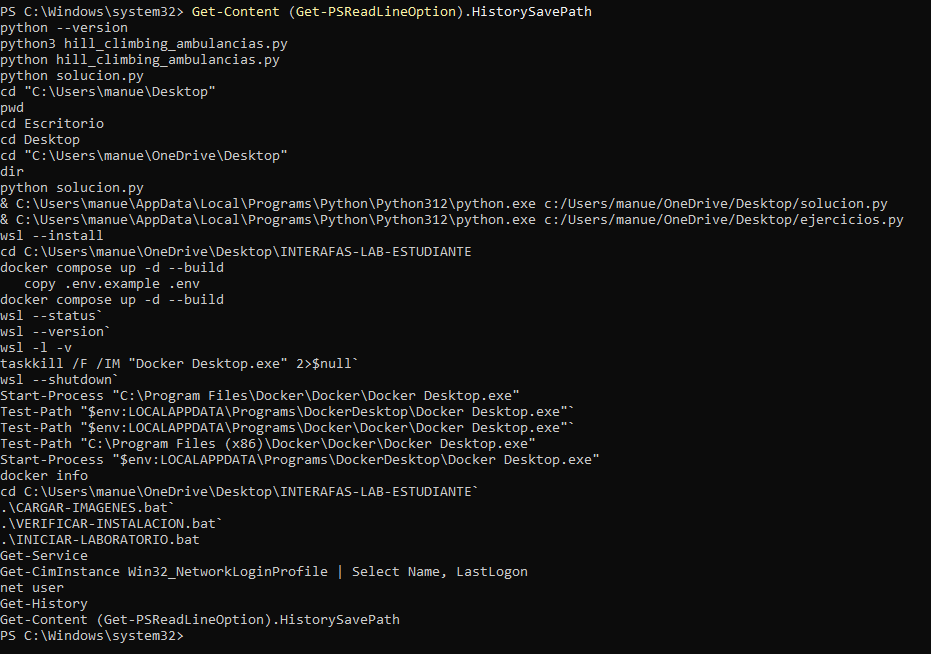 PS C:\Windows\system32> Get-Content (Get-PSReadLineOption).HistorySavePath
python --version
python3 hill_climbing_ambulancias.py
python hill_climbing_ambulancias.py
python solucion.py
cd "C:\Users\manue\Desktop"
pwd
cd Escritorio
cd Desktop
cd "C:\Users\manue\OneDrive\Desktop"
dir
python solucion.py
& C:\Users\manue\AppData\Local\Programs\Python\Python312\python.exe c:/Users/manue/OneDrive/Desktop/solucion.py
& C:\Users\manue\AppData\Local\Programs\Python\Python312\python.exe c:/Users/manue/OneDrive/Desktop/ejercicios.py
wsl --install
cd C:\Users\manue\OneDrive\Desktop\INTERAFAS-LAB-ESTUDIANTE
docker compose up -d --build
   copy .env.example .env
docker compose up -d --build
wsl --status`
wsl --version`
wsl -l -v
taskkill /F /IM "Docker Desktop.exe" 2>$null`
wsl --shutdown`
Start-Process "C:\Program Files\Docker\Docker\Docker Desktop.exe"
Test-Path "$env:LOCALAPPDATA\Programs\DockerDesktop\Docker Desktop.exe"`
Test-Path "$env:LOCALAPPDATA\Programs\Docker\Docker\Docker Desktop.exe"`
Test-Path "C:\Program Files (x86)\Docker\Docker\Docker Desktop.exe"
Start-Process "$env:LOCALAPPDATA\Programs\DockerDesktop\Docker Desktop.exe"
docker info
cd C:\Users\manue\OneDrive\Desktop\INTERAFAS-LAB-ESTUDIANTE`
.\CARGAR-IMAGENES.bat`
.\VERIFICAR-INSTALACION.bat`
.\INICIAR-LABORATORIO.bat
Get-Service
Get-CimInstance Win32_NetworkLoginProfile | Select Name, LastLogon
net user
Get-History
Get-Content (Get-PSReadLineOption).HistorySavePath
PS C:\Windows\system32>